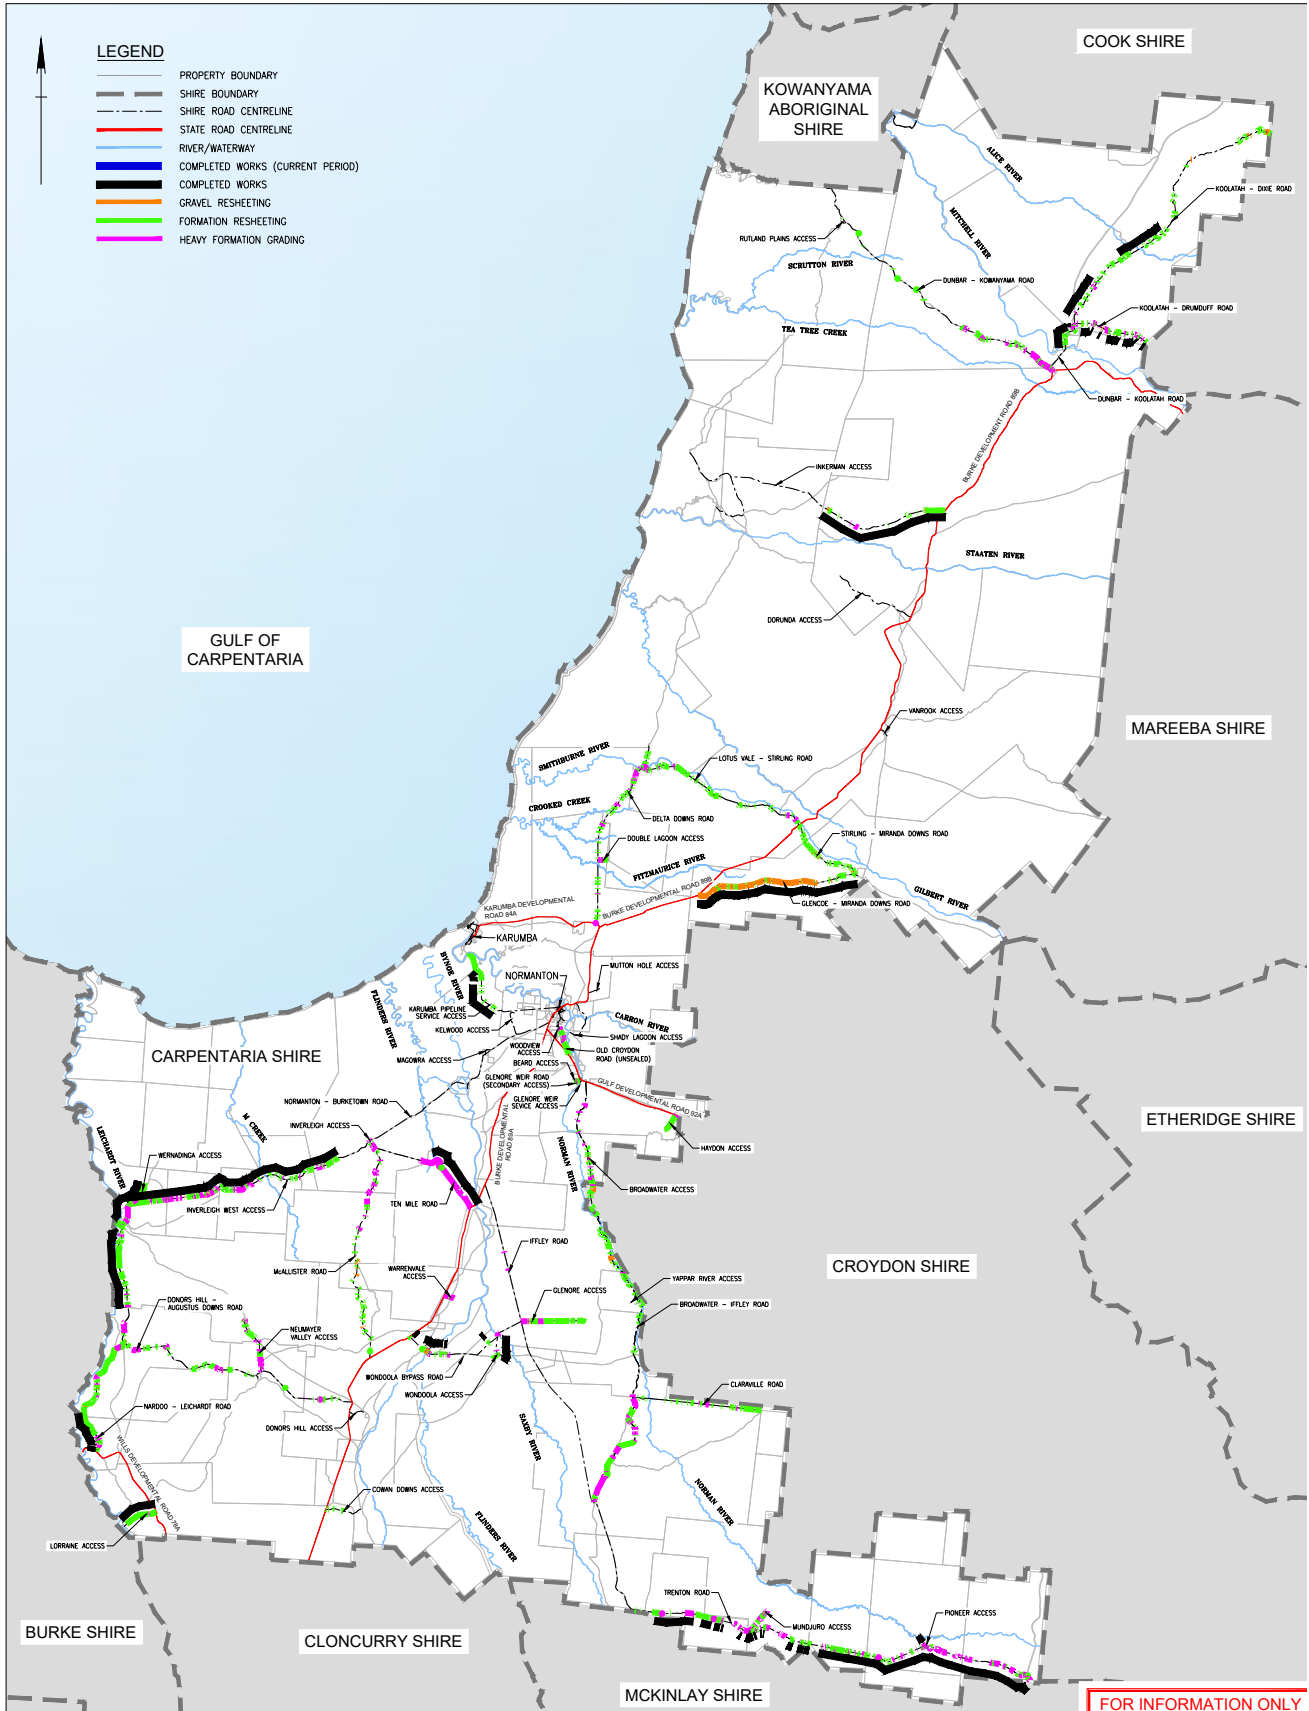 LEGEND
PROPERTY BOUNDARY
SHIRE BOUNDARY
SHIRE ROAD CENTRELINE
STATE ROAD CENTRELINE
RIVER/WATERWAY
COMPLETED WORKS (CURRENT PERIOD)
COMPLETED WORKS
GRAVEL RESHEETING
FORMATION RESHEETING
HEAVY FORMATION GRADING
COOK SHIRE
KOWANYAMA
ABORIGINAL
SHIRE
ALICE RIVER
KOOLATAH - DIXIE ROAD
MITCHELL RIVER
RUTLAND PLAINS ACCESS
SCRUTTON RIVER
DUNBAR - KOWANYAMA ROAD
KOOLATAH - DRUMDUFF ROAD
TEA TREE CREEK
DUNBAR - KOOLATAH ROAD
BURKE DEVELOPMENT ROAD 89B
INKERMAN ACCESS
STAATEN RIVER
DORUNDA ACCESS
GULF OF
CARPENTARIA
VANROOK ACCESS
MAREEBA SHIRE
SMITHBURNE RIVER
LOTUS VALE - STIRLING ROAD
CROOKED CREEK
DELTA DOWNS ROAD
STIRLING - MIRANDA DOWNS ROAD
DOUBLE LAGOON ACCESS
FITZMAURICE RIVER
GILBERT RIVER
BURKE DEVELOPMENTAL ROAD 89B
GLENCOE - MIRANDA DOWNS ROAD
KARUMBA DEVELOPMENTAL
ROAD 84A
KARUMBA
BYNOE RIVER
NORMANTON
MUTTON HOLE ACCESS
FLINDERS RIVER
KARUMBA PIPELINE
SERVICE ACCESS
KELWOOD ACCESS
CARRON RIVER
SHADY LAGOON ACCESS
WOODVIEW
ACCESS
OLD CROYDON
ROAD (UNSEALED)
CARPENTARIA SHIRE
MAGOWRA ACCESS
BEARD ACCESS
GLENORE WEIR ROAD
(SECONDARY ACCESS)
GLENORE WEIR
SEVICE ACCESS
GULF DEVELOPMENTAL ROAD 92A
NORMANTON - BURKETOWN ROAD
M CREEK
INVERLEIGH ACCESS
BURKE DEVELOPMENTAL
ROAD 89A
ETHERIDGE SHIRE
HAYDON ACCESS
LEICHARDT RIVER
WERNADINGA ACCESS
NORMAN RIVER
BROADWATER ACCESS
INVERLEIGH WEST ACCESS
TEN MILE ROAD
IFFLEY ROAD
CROYDON SHIRE
McALLISTER ROAD
WARRENVALE
ACCESS
YAPPAR RIVER ACCESS
GLENORE ACCESS
BROADWATER - IFFLEY ROAD
DONORS HILL -
AUGUSTUS DOWNS ROAD
NEUMAYER
VALLEY ACCESS
WONDOOLA BYPASS ROAD
WONDOOLA ACCESS
CLARAVILLE ROAD
NARDOO - LEICHARDT ROAD
DONORS HILL ACCESS
SAXBY RIVER
WILLS DEVELOPMENTAL ROAD 78A
COWAN DOWNS ACCESS
NORMAN RIVER
FLINDERS RIVER
LORRAINE ACCESS
TRENTON ROAD
PIONEER ACCESS
MUNDJURO ACCESS
BURKE SHIRE
CLONCURRY SHIRE
MCKINLAY SHIRE
FOR INFORMATION ONLY